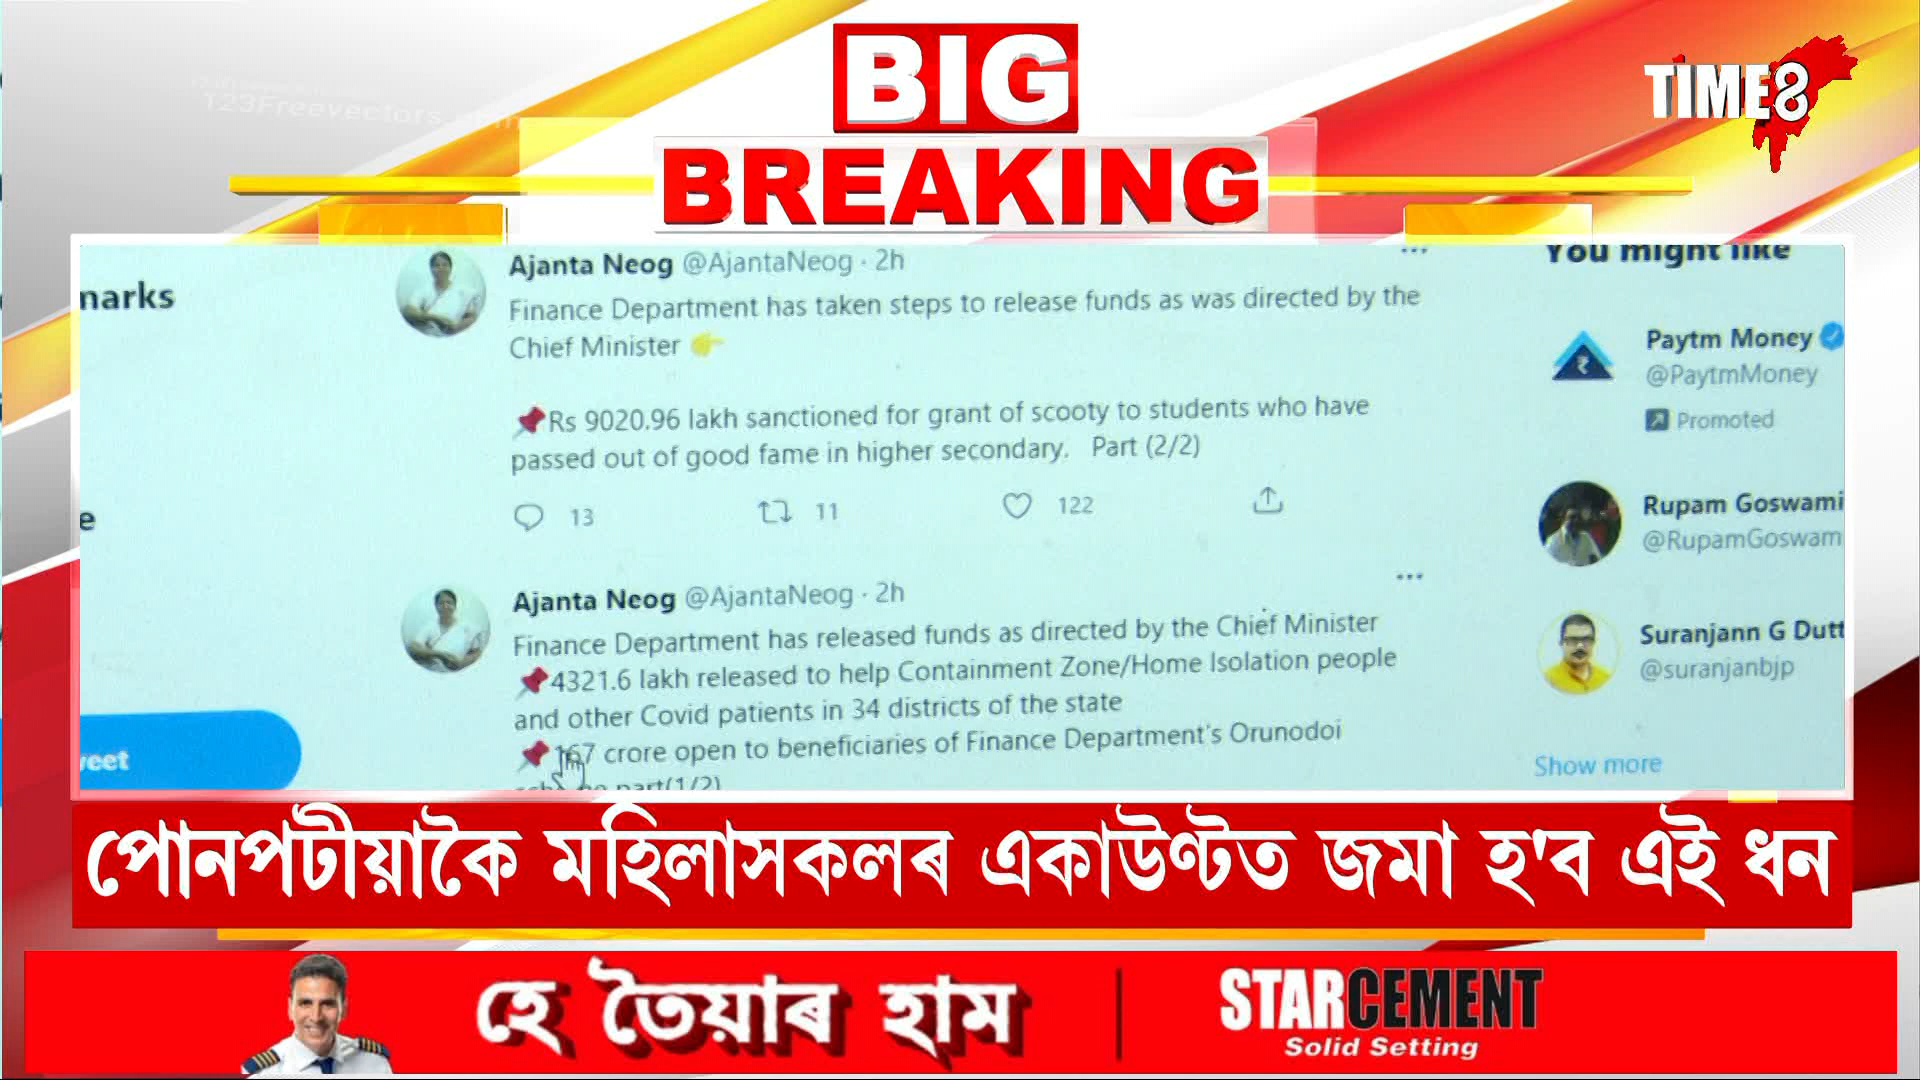 BIG
BREAKING
TIME8
123Freevectors
marks
Ajanta Neog @AjantaNeog · 2h
Finance Department has taken steps to release funds as was directed by the
Chief Minister 👉
📌Rs 9020.96 lakh sanctioned for grant of scooty to students who have
passed out of good fame in higher secondary. Part (2/2)
13 11 122
e
Ajanta Neog @AjantaNeog · 2h
Finance Department has released funds as directed by the Chief Minister
📌4321.6 lakh released to help Containment Zone/Home Isolation people
and other Covid patients in 34 districts of the state
📌 167 crore open to beneficiaries of Finance Department's Orunodoi
part(1/2)
weet
You might like
Paytm Money
@PaytmMoney
Promoted
Rupam Goswami
@RupamGoswam
Suranjann G Dutt
@suranjanbjp
Show more
পোনপটীয়াকৈ মহিলাসকলৰ একাউণ্টত জমা হ'ব এই ধন
হে তৈয়াৰ হাম
STARCEMENT
Solid Setting